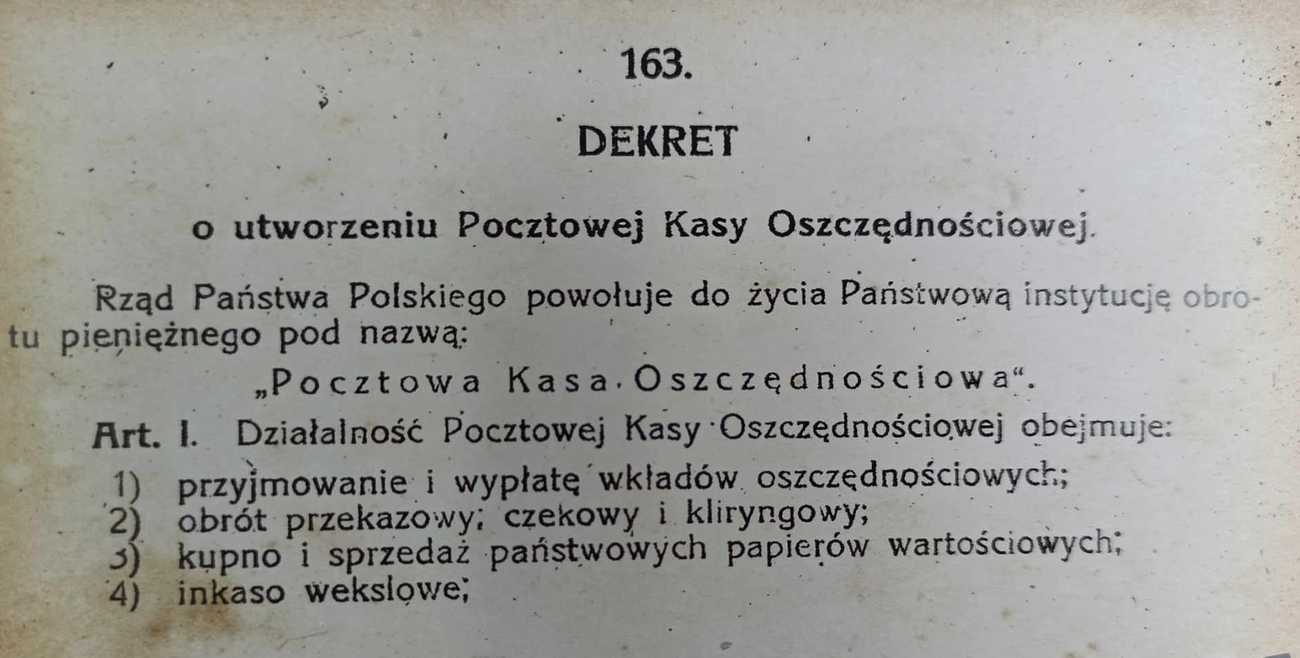 163.
DEKRET
o utworzeniu Pocztowej Kasy Oszczędnościowej.
Rząd Państwa Polskiego powołuje do życia Państwową instytucję obro-
tu pieniężnego pod nazwą:
„Pocztowa Kasa Oszczędnościowa“.
Art. I. Działalność Pocztowej Kasy Oszczędnościowej obejmuje:
1) przyjmowanie i wypłatę wkładów oszczędnościowych;
2) obrót przekazowy; czekowy i kliryngowy;
3) kupno i sprzedaż państwowych papierów wartościowych;
4) inkaso wekslowe;